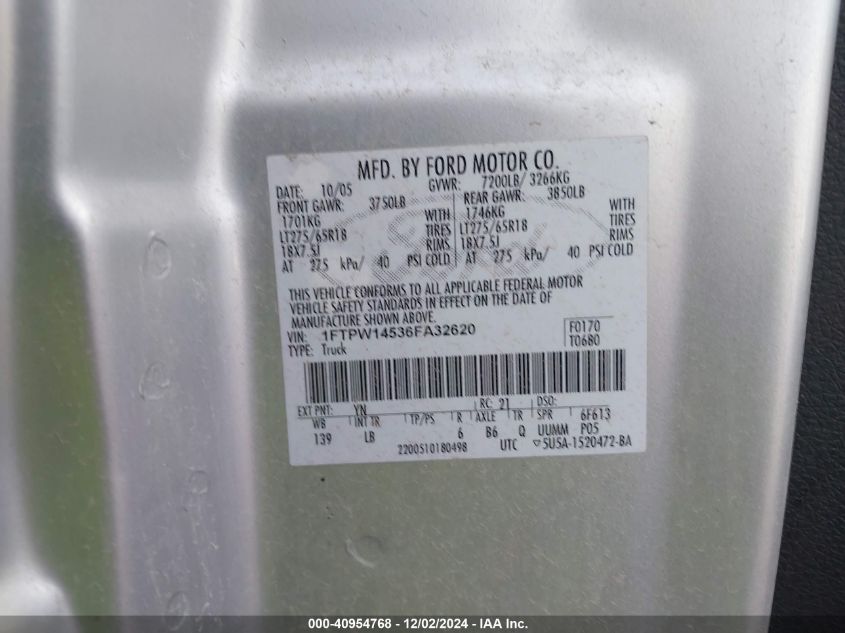 MFD. BY FORD MOTOR CO.
DATE: 10/05 GVWR: 7200LB/ 3266KG
FRONT GAWR: 3750LB REAR GAWR: 3850LB
1701KG WITH 1746KG WITH
LT275/65R18 TIRES LT275/65R18 TIRES
18X7.5J RIMS 18X7.5J RIMS
AT 275 kPa/ 40 PSI COLD AT 275 kPa/ 40 PSI COLD
THIS VEHICLE CONFORMS TO ALL APPLICABLE FEDERAL MOTOR
VEHICLE SAFETY STANDARDS IN EFFECT ON THE DATE OF
MANUFACTURE SHOWN ABOVE.
VIN: 1FTPW14536FA32620 F0170
TYPE: Truck T0680
EXT PNT: YN RC: 21 DSO:
WB INT TR TP/PS R AXLE TR SPR 6F613
139 LB 6 B6 Q UUMM P05
2200510180498 UTC ▽5U5A-1520472-BA
000-40954768 - 12/02/2024 - IAA Inc.